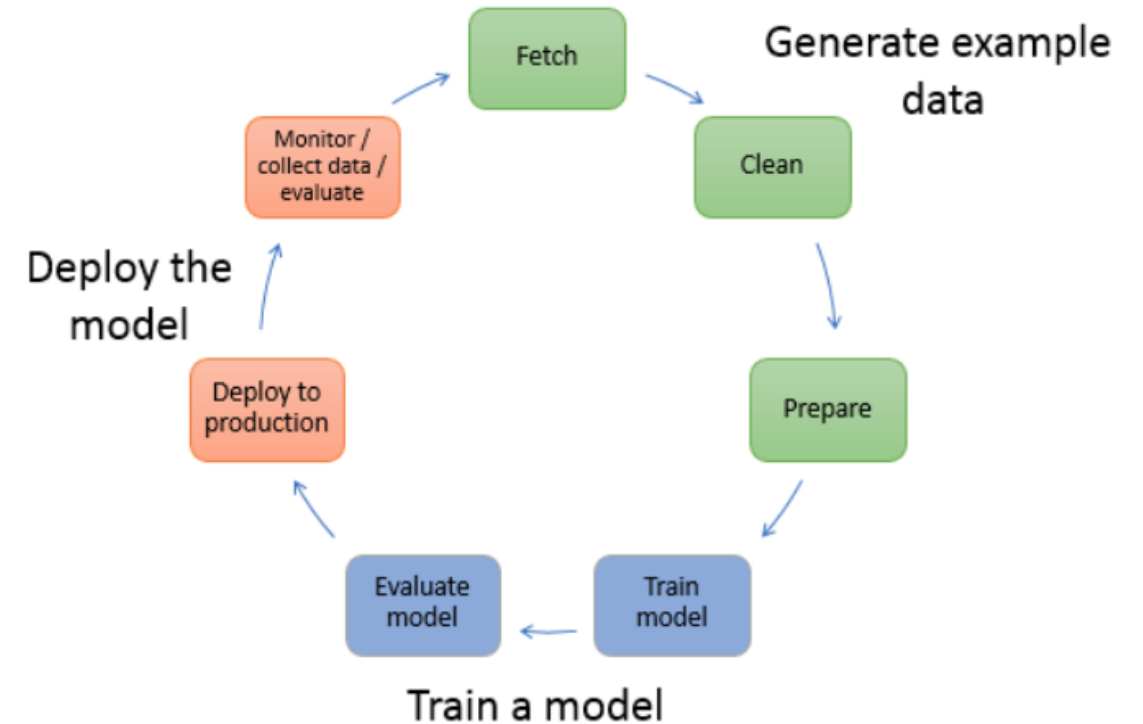 Fetch
Generate example
data
Clean
Prepare
Train
model
Train a model
Evaluate
model
Deploy to
production
Deploy the
model
Monitor /
collect data /
evaluate